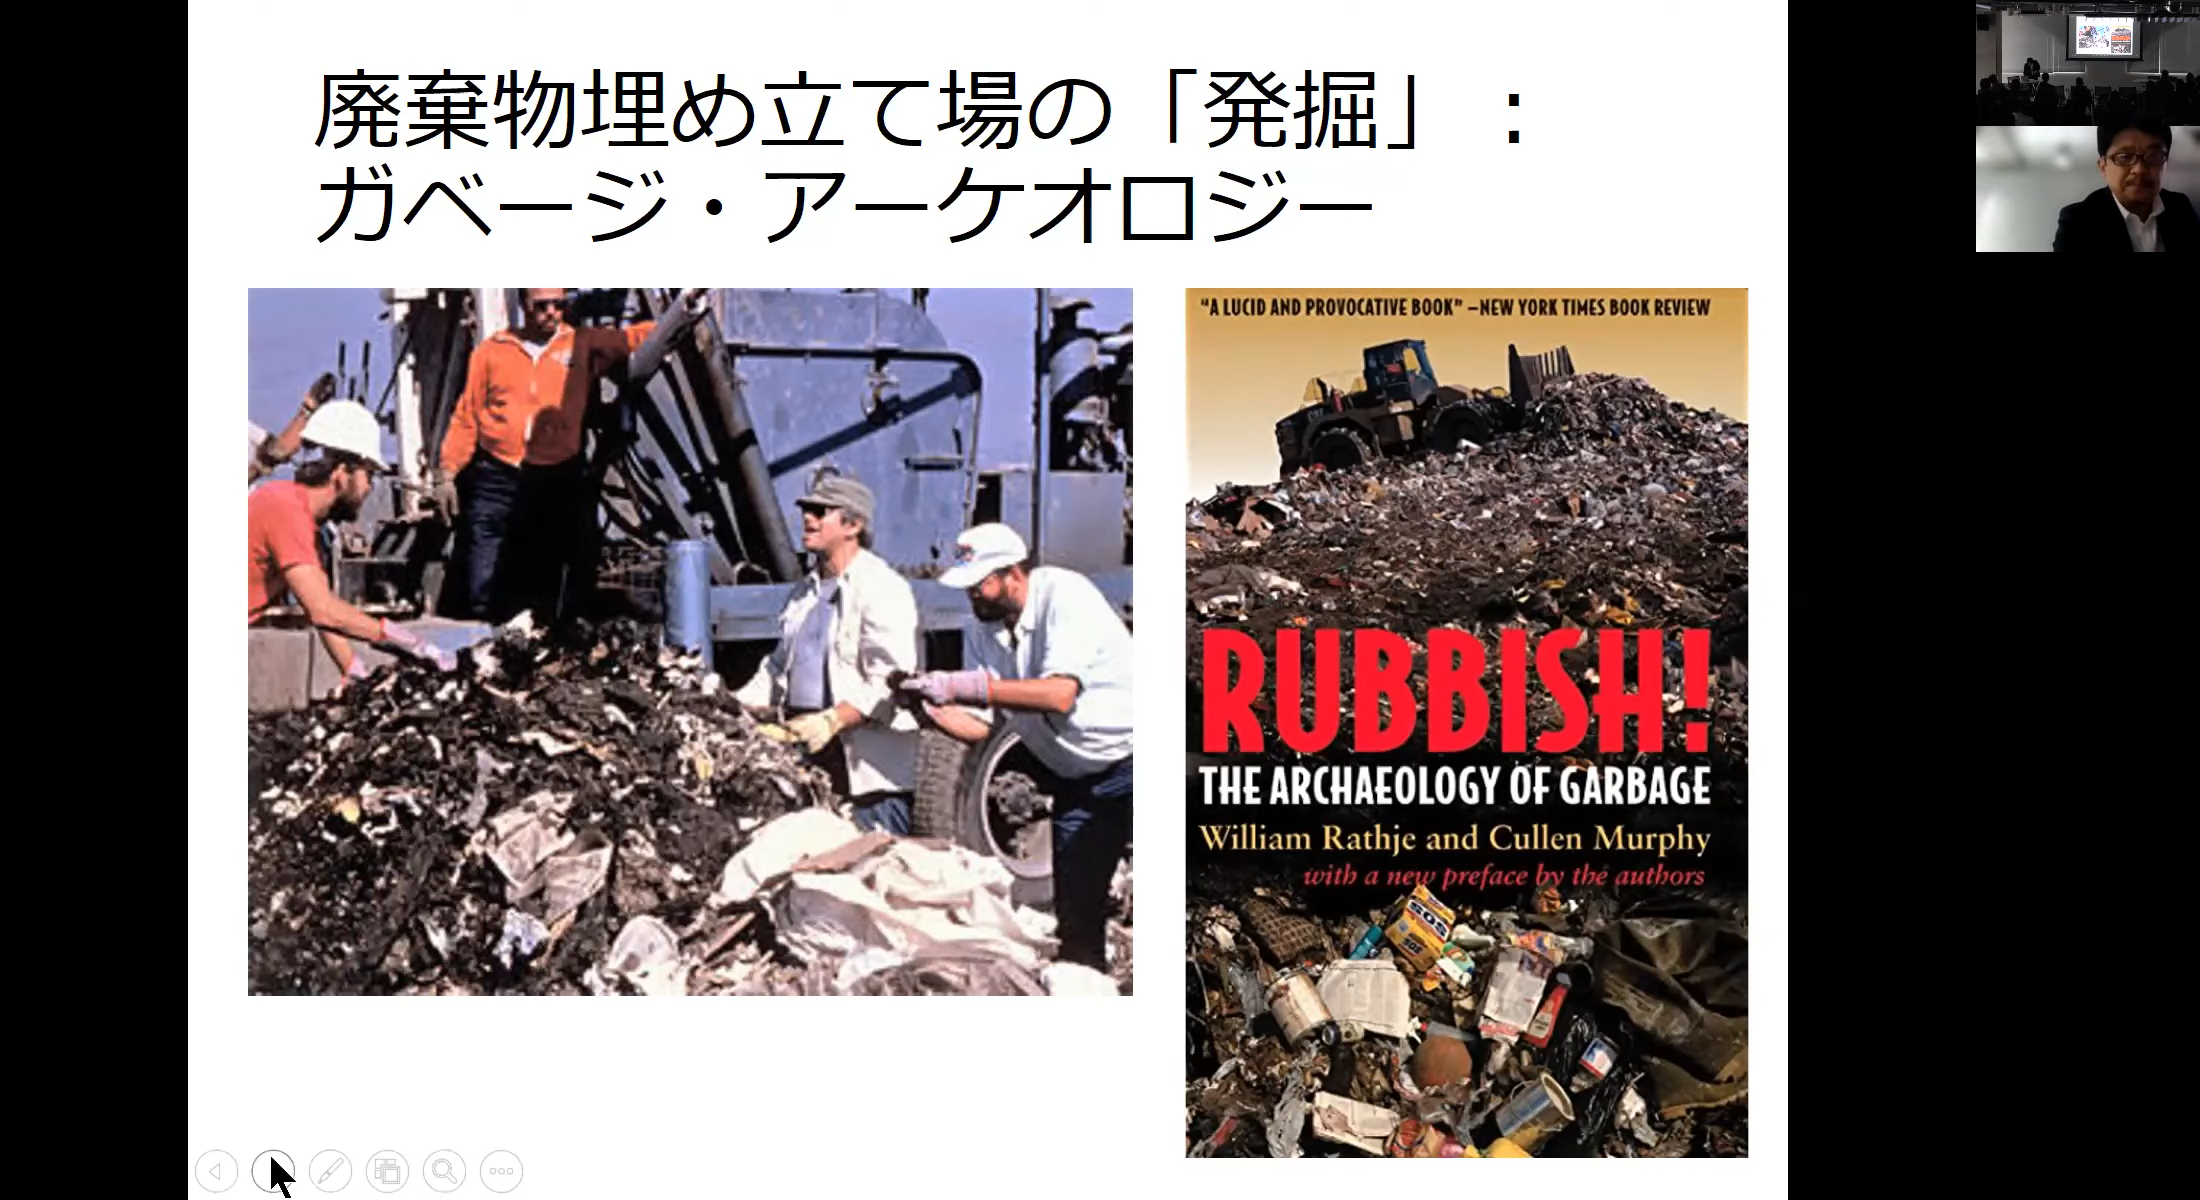 廃棄物埋め立て場の「発掘」：
ガベージ・アーケオロジー
“A LUCID AND PROVOCATIVE BOOK” –NEW YORK TIMES BOOK REVIEW
RUBBISH!
THE ARCHAEOLOGY OF GARBAGE
William Rathje and Cullen Murphy
with a new preface by the authors
SOS
SOS